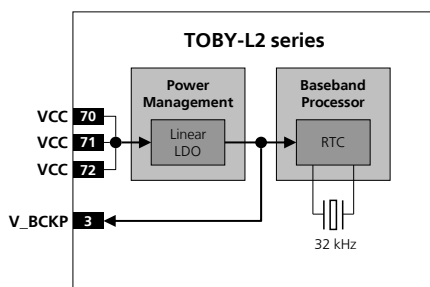 TOBY-L2 series
Power
Management
Baseband
Processor
VCC 70
VCC 71
VCC 72
Linear
LDO
RTC
V_BCKP 3
32 kHz